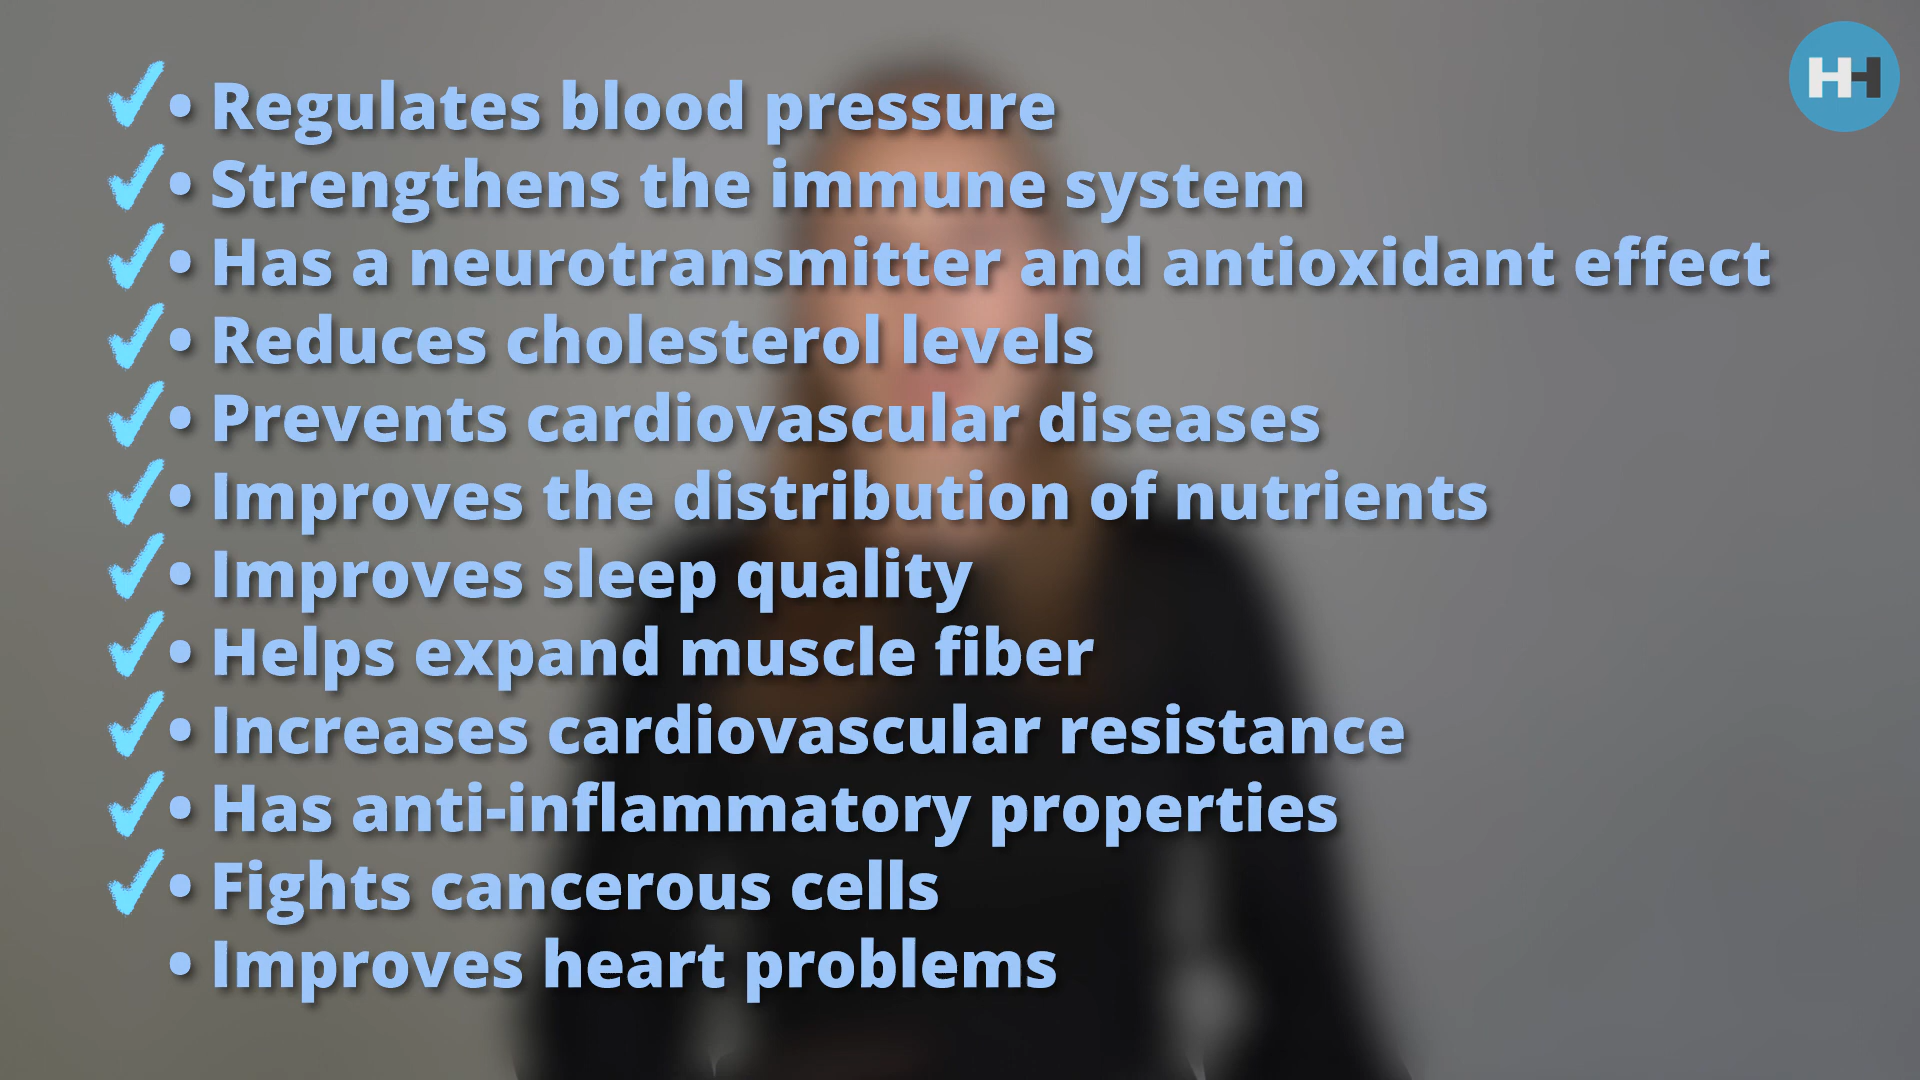 HH
✓ • Regulates blood pressure
✓ • Strengthens the immune system
✓ • Has a neurotransmitter and antioxidant effect
✓ • Reduces cholesterol levels
✓ • Prevents cardiovascular diseases
✓ • Improves the distribution of nutrients
✓ • Improves sleep quality
✓ • Helps expand muscle fiber
✓ • Increases cardiovascular resistance
✓ • Has anti-inflammatory properties
✓ • Fights cancerous cells
• Improves heart problems